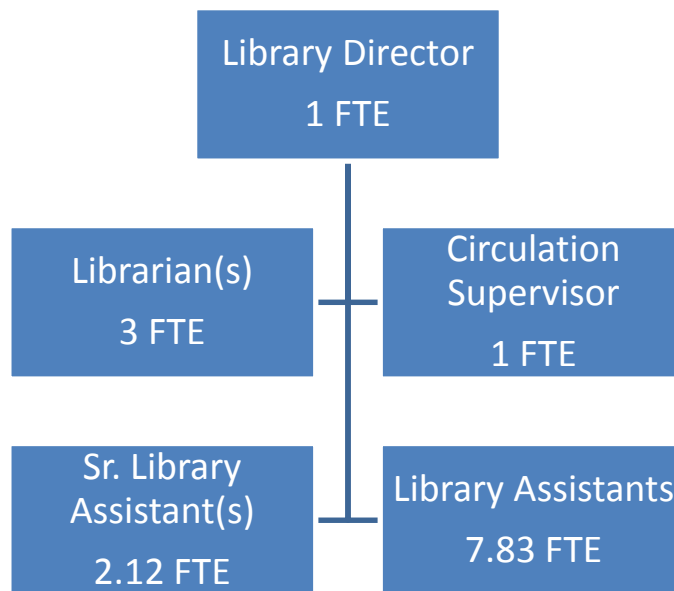 Library Director
1 FTE
Librarian(s)
3 FTE
Circulation
Supervisor
1 FTE
Sr. Library
Assistant(s)
2.12 FTE
Library Assistants
7.83 FTE